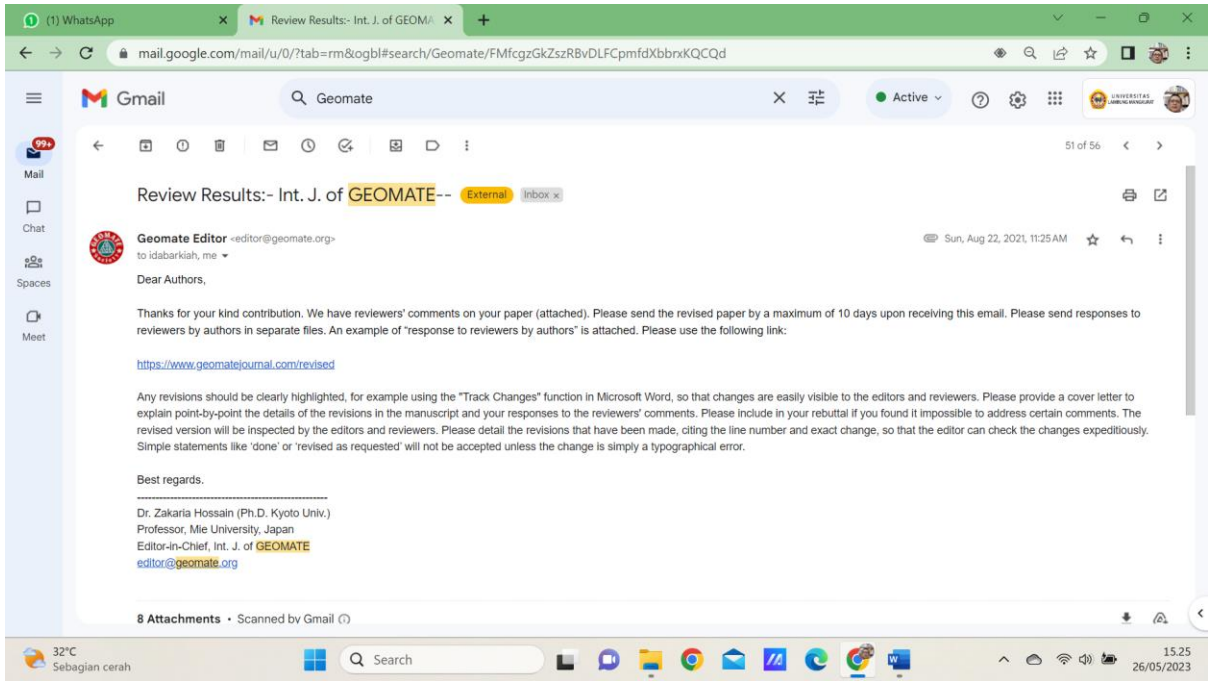 (1) WhatsApp
Review Results:- Int. J. of GEOMA
mail.google.com/mail/u/0/?tab=rm&ogbl#search/Geomate/FMfcgzGkZszRBvDLFCpmfdXbbrxKQCQd
Gmail
Geomate
Active
UNIVERSITAS
LAMBUNG MANGKURAT
99+
Mail
Chat
Spaces
Meet
51 of 56
Review Results:- Int. J. of GEOMATE-- External Inbox x
Geomate Editor <editor@geomate.org>
Sun, Aug 22, 2021, 11:25 AM
to idabarkiah, me
Dear Authors,
Thanks for your kind contribution. We have reviewers' comments on your paper (attached). Please send the revised paper by a maximum of 10 days upon receiving this email. Please send responses to
reviewers by authors in separate files. An example of "response to reviewers by authors" is attached. Please use the following link:
https://www.geomatejournal.com/revised
Any revisions should be clearly highlighted, for example using the "Track Changes" function in Microsoft Word, so that changes are easily visible to the editors and reviewers. Please provide a cover letter to
explain point-by-point the details of the revisions in the manuscript and your responses to the reviewers' comments. Please include in your rebuttal if you found it impossible to address certain comments. The
revised version will be inspected by the editors and reviewers. Please detail the revisions that have been made, citing the line number and exact change, so that the editor can check the changes expeditiously.
Simple statements like 'done' or 'revised as requested' will not be accepted unless the change is simply a typographical error.
Best regards.
--------------------------------------------------
Dr. Zakaria Hossain (Ph.D. Kyoto Univ.)
Professor, Mie University, Japan
Editor-in-Chief, Int. J. of GEOMATE
editor@geomate.org
8 Attachments • Scanned by Gmail
32°C
Sebagian cerah
Search
15.25
26/05/2023